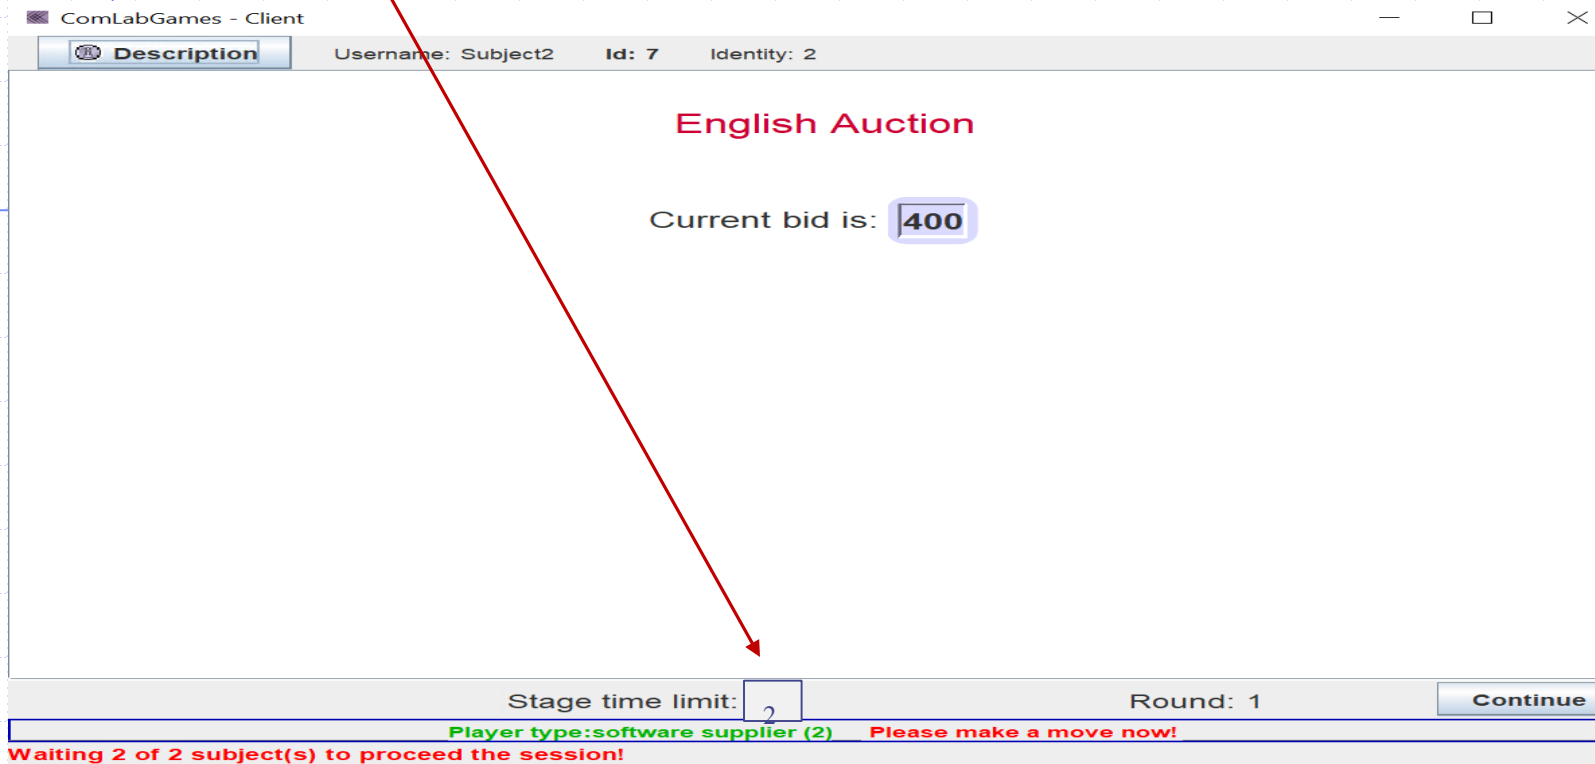 ComLabGames - Client
Description Username: Subject2 Id: 7 Identity: 2
English Auction
Current bid is: 400
Stage time limit: 2 Round: 1 Continue
Player type:software supplier (2) Please make a move now!
Waiting 2 of 2 subject(s) to proceed the session!